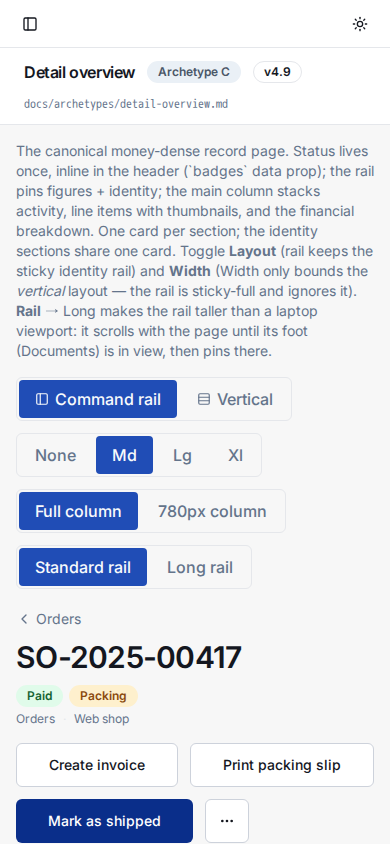 Detail overview Archetype C v4.9
docs/archetypes/detail-overview.md
The canonical money-dense record page. Status lives
once, inline in the header (`badges` data prop); the rail
pins figures + identity; the main column stacks
activity, line items with thumbnails, and the financial
breakdown. One card per section; the identity
sections share one card. Toggle Layout (rail keeps the
sticky identity rail) and Width (Width only bounds the
vertical layout — the rail is sticky-full and ignores it).
Rail → Long makes the rail taller than a laptop
viewport: it scrolls with the page until its foot
(Documents) is in view, then pins there.
Command rail Vertical
None Md Lg Xl
Full column 780px column
Standard rail Long rail
Orders
SO-2025-00417
Paid Packing
Orders · Web shop
Create invoice Print packing slip
Mark as shipped ···